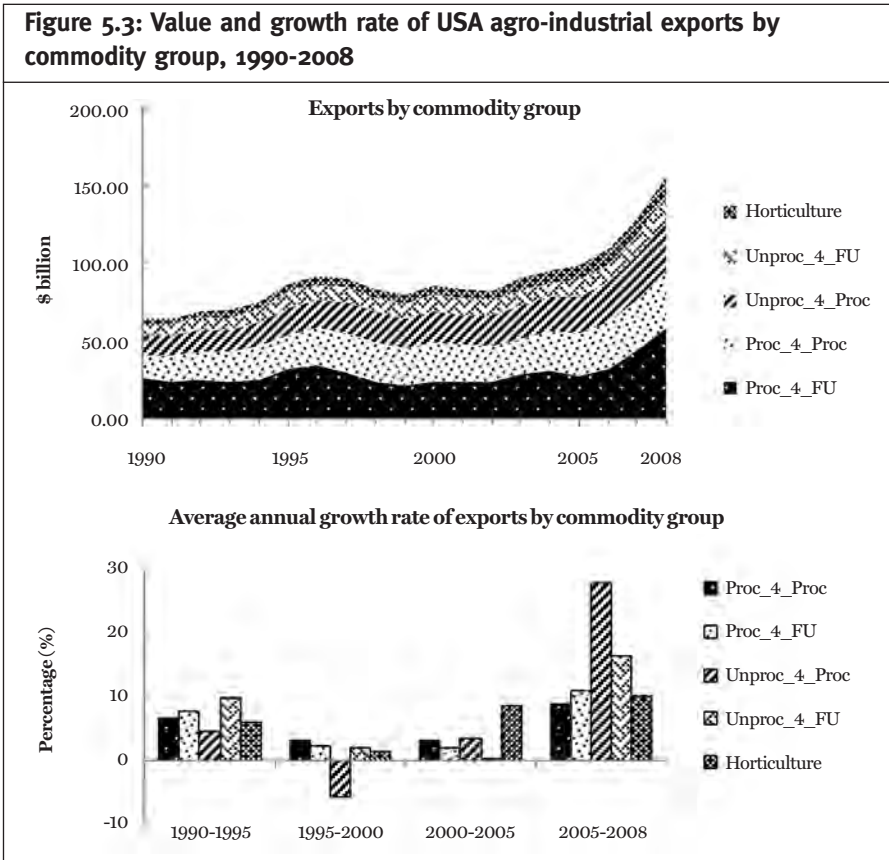 Figure 5.3: Value and growth rate of USA agro-industrial exports by
commodity group, 1990-2008
Exports by commodity group
$ billion
200.00
150.00
100.00
50.00
0.00
1990
1995
2000
2005
2008
Horticulture
Unproc_4_FU
Unproc_4_Proc
Proc_4_Proc
Proc_4_FU
Average annual growth rate of exports by commodity group
Percentage (%)
30
20
10
0
-10
1990-1995
1995-2000
2000-2005
2005-2008
Proc_4_Proc
Proc_4_FU
Unproc_4_Proc
Unproc_4_FU
Horticulture